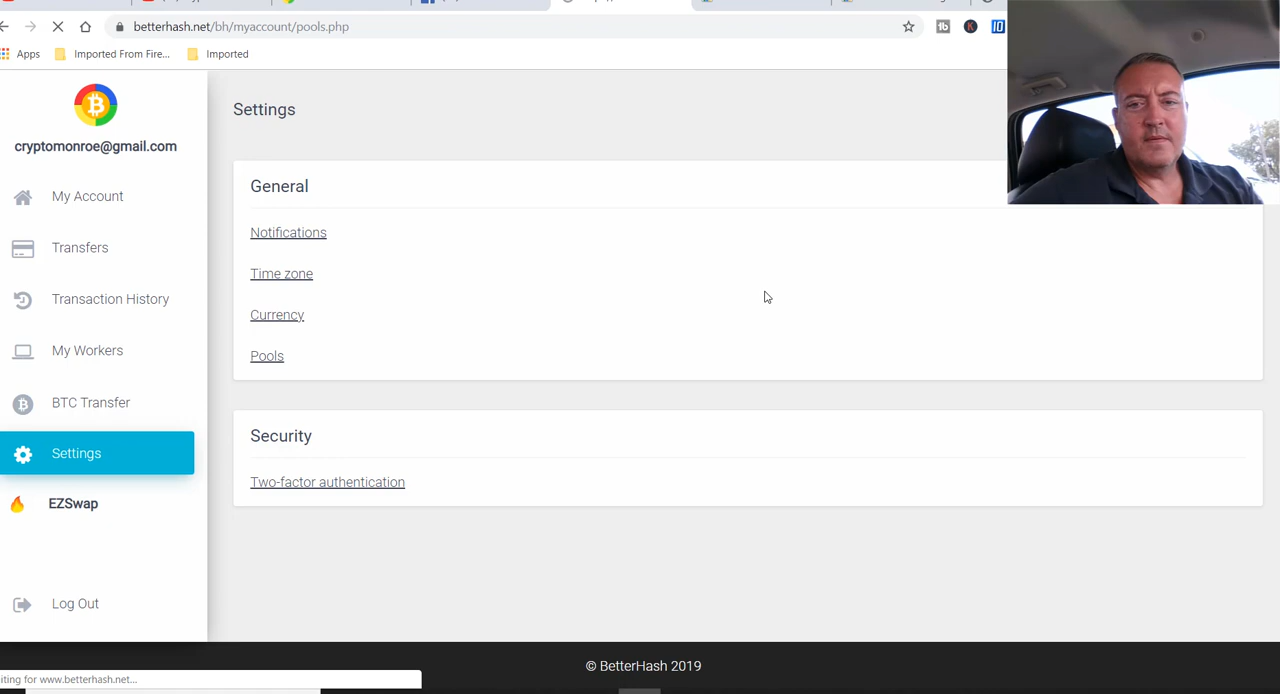 betterhash.net/bh/myaccount/pools.php
Apps
Imported From Fire...
Imported
cryptomonroe@gmail.com
My Account
Transfers
Transaction History
My Workers
BTC Transfer
Settings
EZSwap
Log Out
Settings
General
Notifications
Time zone
Currency
Pools
Security
Two-factor authentication
© BetterHash 2019
iting for www.betterhash.net...